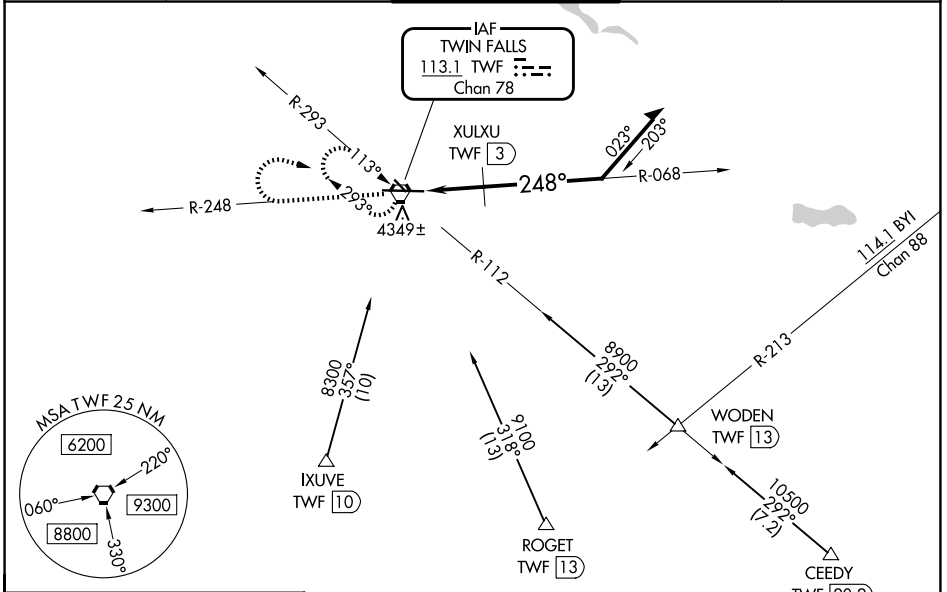 IAF
TWIN FALLS
113.1 TWF
Chan 78
R-293
113°
XULXU
TWF 3
023°
203°
248°
R-068
R-248
293°
4349±
R-112
114.1 BYI
Chan 88
R-213
8900
292°
(13)
8300
357°
(10)
9100
318°
(13)
WODEN
TWF 13
MSA TWF 25 NM
6200
220°
060°
9300
8800
330°
IXUVE
TWF 10
10500
292°
(7.2)
ROGET
TWF 13
CEEDY
TWF